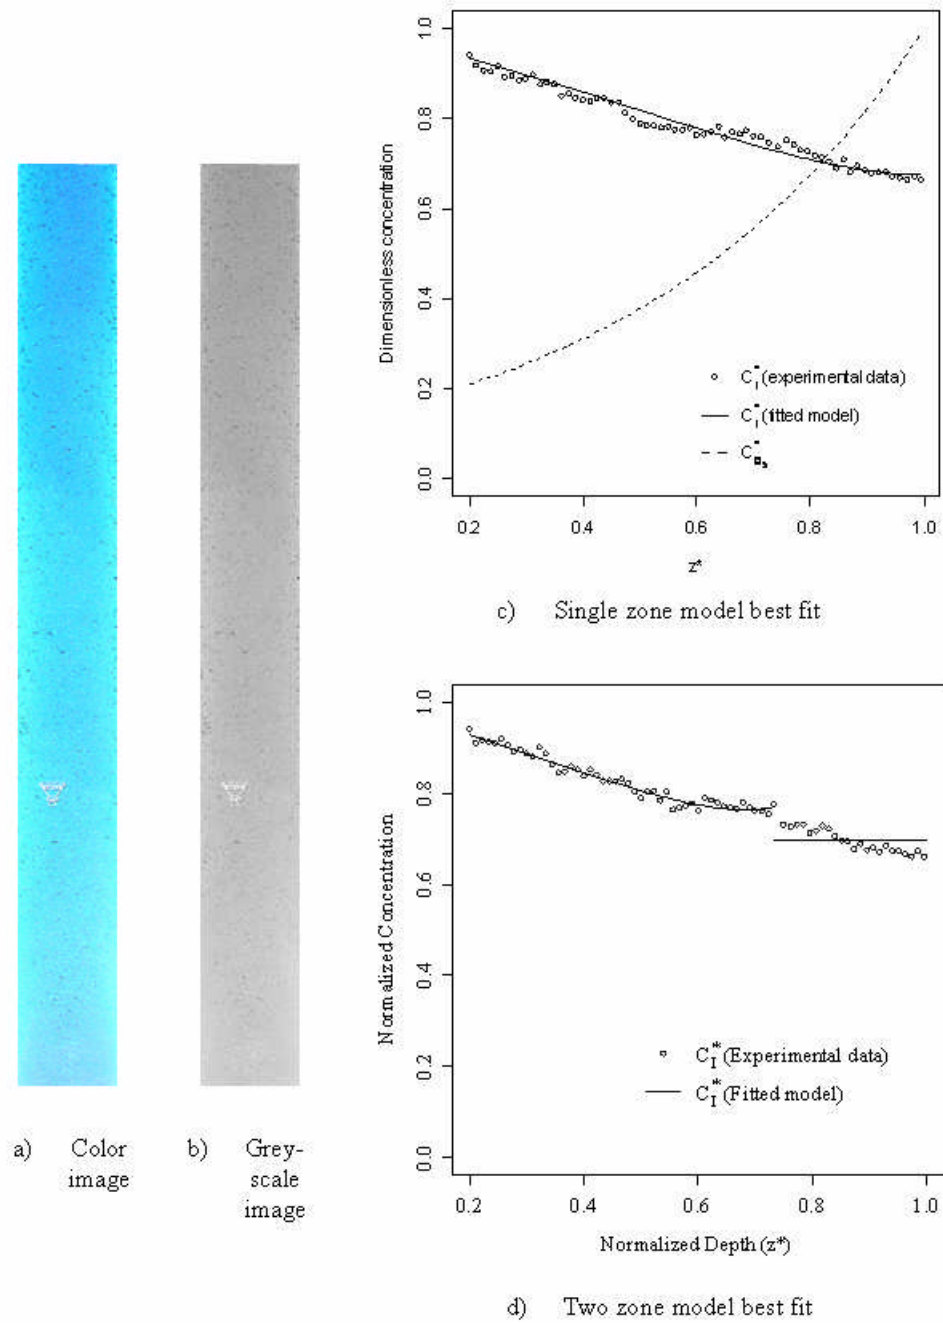 1.0
0.8
0.6
0.4
0.2
0.0
Dimensionless concentration
C*I (experimental data)
C*I (fitted model)
0.2 0.4 0.6 0.8 1.0
z*
c) Single zone model best fit
1.0
0.8
0.6
0.4
0.2
0.0
Normalized Concentration
C*I (Experimental data)
C*I (Fitted model)
0.2 0.4 0.6 0.8 1.0
Normalized Depth (z*)
d) Two zone model best fit
a) Color
image
b) Grey-
scale
image